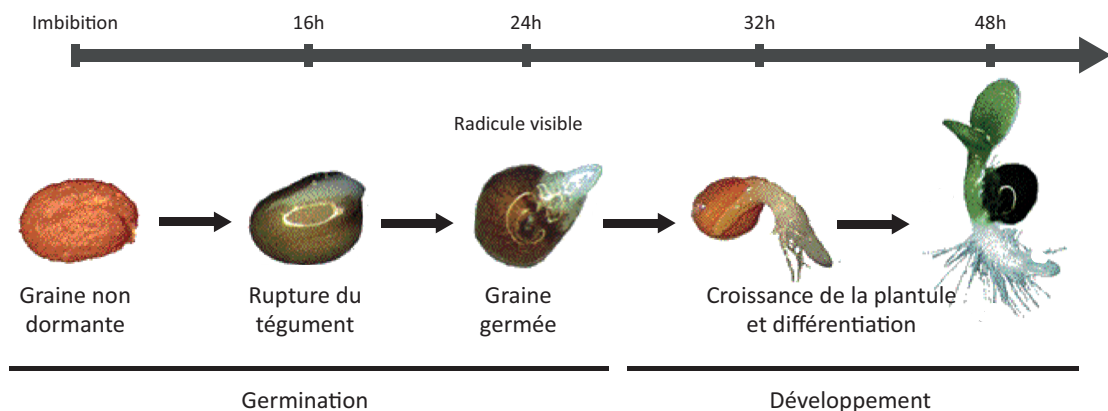 Imbibition 16h 24h 32h 48h
Radicule visible
Graine non
dormante
Rupture du
tégument
Graine
germée
Croissance de la plantule
et différentiation
Germination
Développement